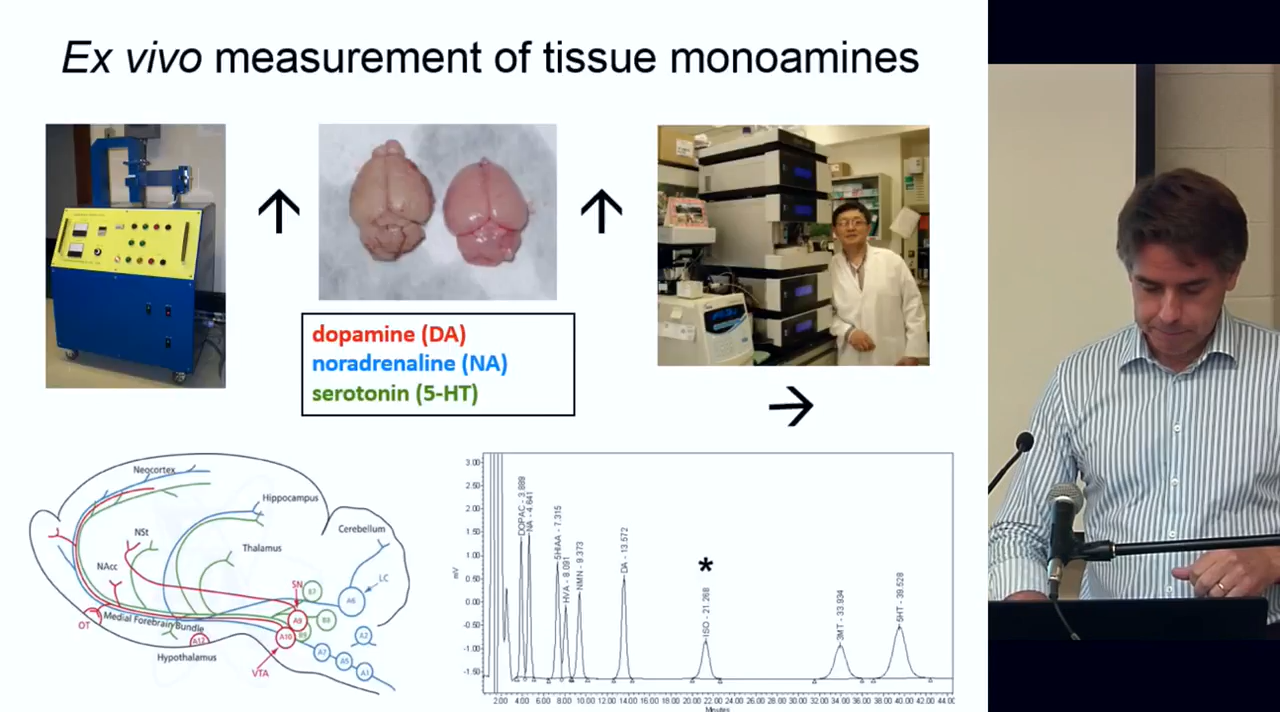 Ex vivo measurement of tissue monoamines
dopamine (DA)
noradrenaline (NA)
serotonin (5-HT)
Neocortex
Hippocampus
Cerebellum
NSt
Thalamus
NAcc
SN
B7
LC
A6
OT
Medial Forebrain Bundle
A9
B8
A10
B9
A12
A2
Hypothalamus
A7
A5
A1
VTA
3.00
2.00
1.50
1.00
0.50
0.00
-0.50
-1.00
-1.50
mV
DOPAC - 3.889
NA - 4.641
5HIAA - 7.315
HVA - 8.091
NMN - 9.373
DA - 13.572
*
ISO - 21.268
3MT - 33.934
5HT - 39.528
2.00 4.00 6.00 8.00 10.00 12.00 14.00 16.00 18.00 20.00 22.00 24.00 26.00 28.00 30.00 32.00 34.00 36.00 38.00 40.00 42.00 44.00
Minutes